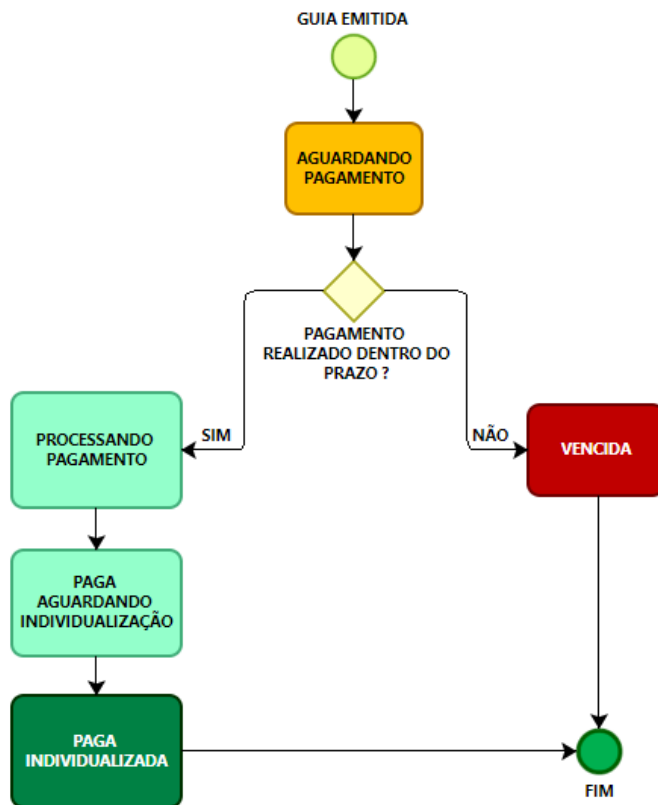 GUIA EMITIDA
AGUARDANDO
PAGAMENTO
PAGAMENTO
REALIZADO DENTRO DO
PRAZO ?
SIM
NÃO
PROCESSANDO
PAGAMENTO
VENCIDA
PAGA
AGUARDANDO
INDIVIDUALIZAÇÃO
PAGA
INDIVIDUALIZADA
FIM